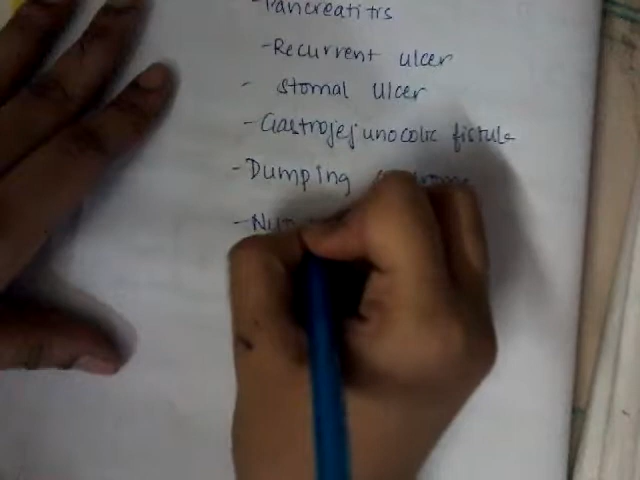 -Pancreatitis
-Recurrent ulcer
- Stomal Ulcer
-Gastrojejunocolic fistula
-Dumping